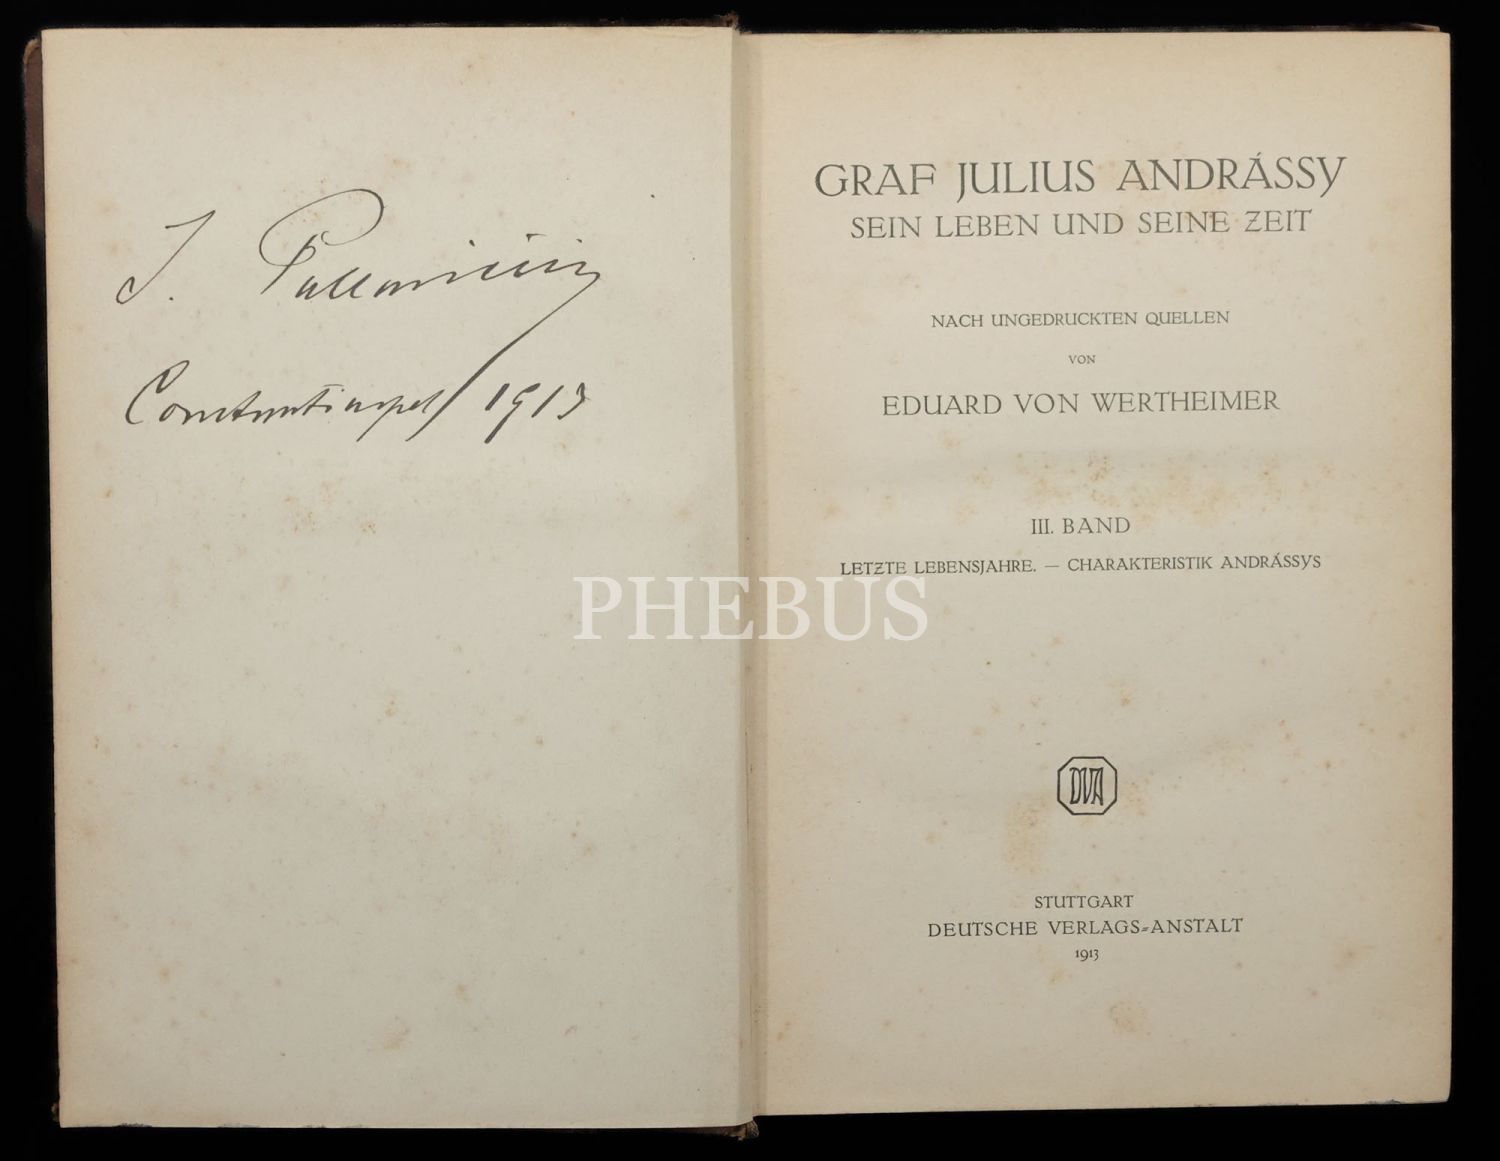 J. Pallavicini
Constantinopel 1913
GRAF JULIUS ANDRÁSSY
SEIN LEBEN UND SEINE ZEIT
NACH UNGEDRUCKTEN QUELLEN
VON
EDUARD VON WERTHEIMER
III. BAND
LETZTE LEBENSJAHRE. — CHARAKTERISTIK ANDRÁSSYS
PHEBUS
DVA
STUTTGART
DEUTSCHE VERLAGS-ANSTALT
1913